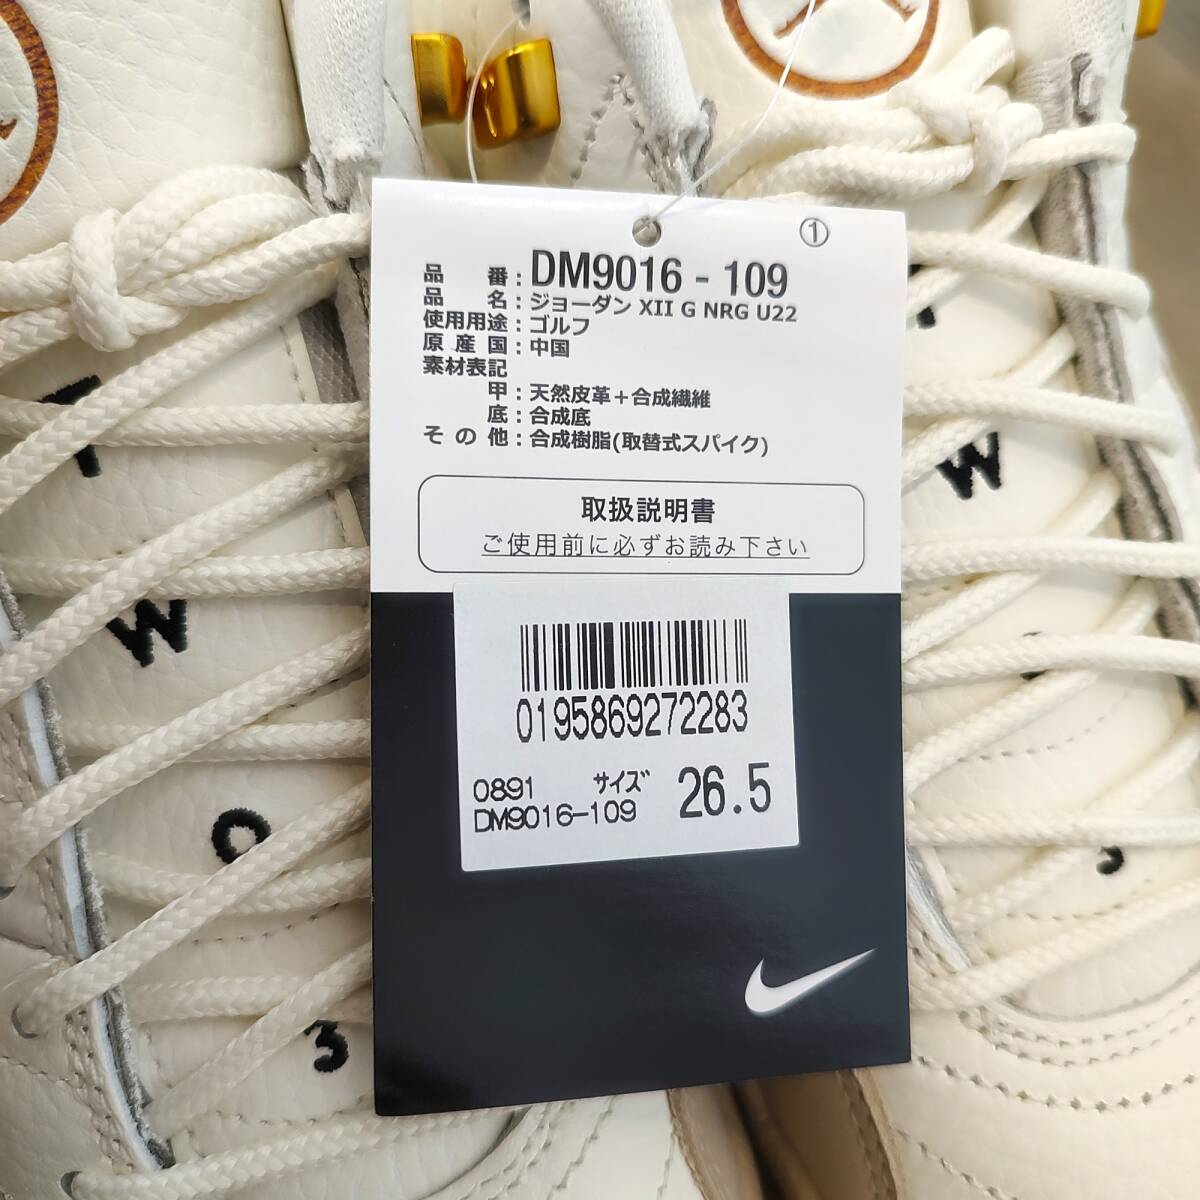 ①
品番：DM9016 - 109
品名：ジョーダン XII G NRG U22
使用用途：ゴルフ
原産国：中国
素材表記
甲：天然皮革＋合成繊維
底：合成底
その他：合成樹脂(取替式スパイク)
取扱説明書
ご使用前に必ずお読み下さい
0195869272283
0891 サイズ 26.5
DM9016-109
T
W
O
3
W
3